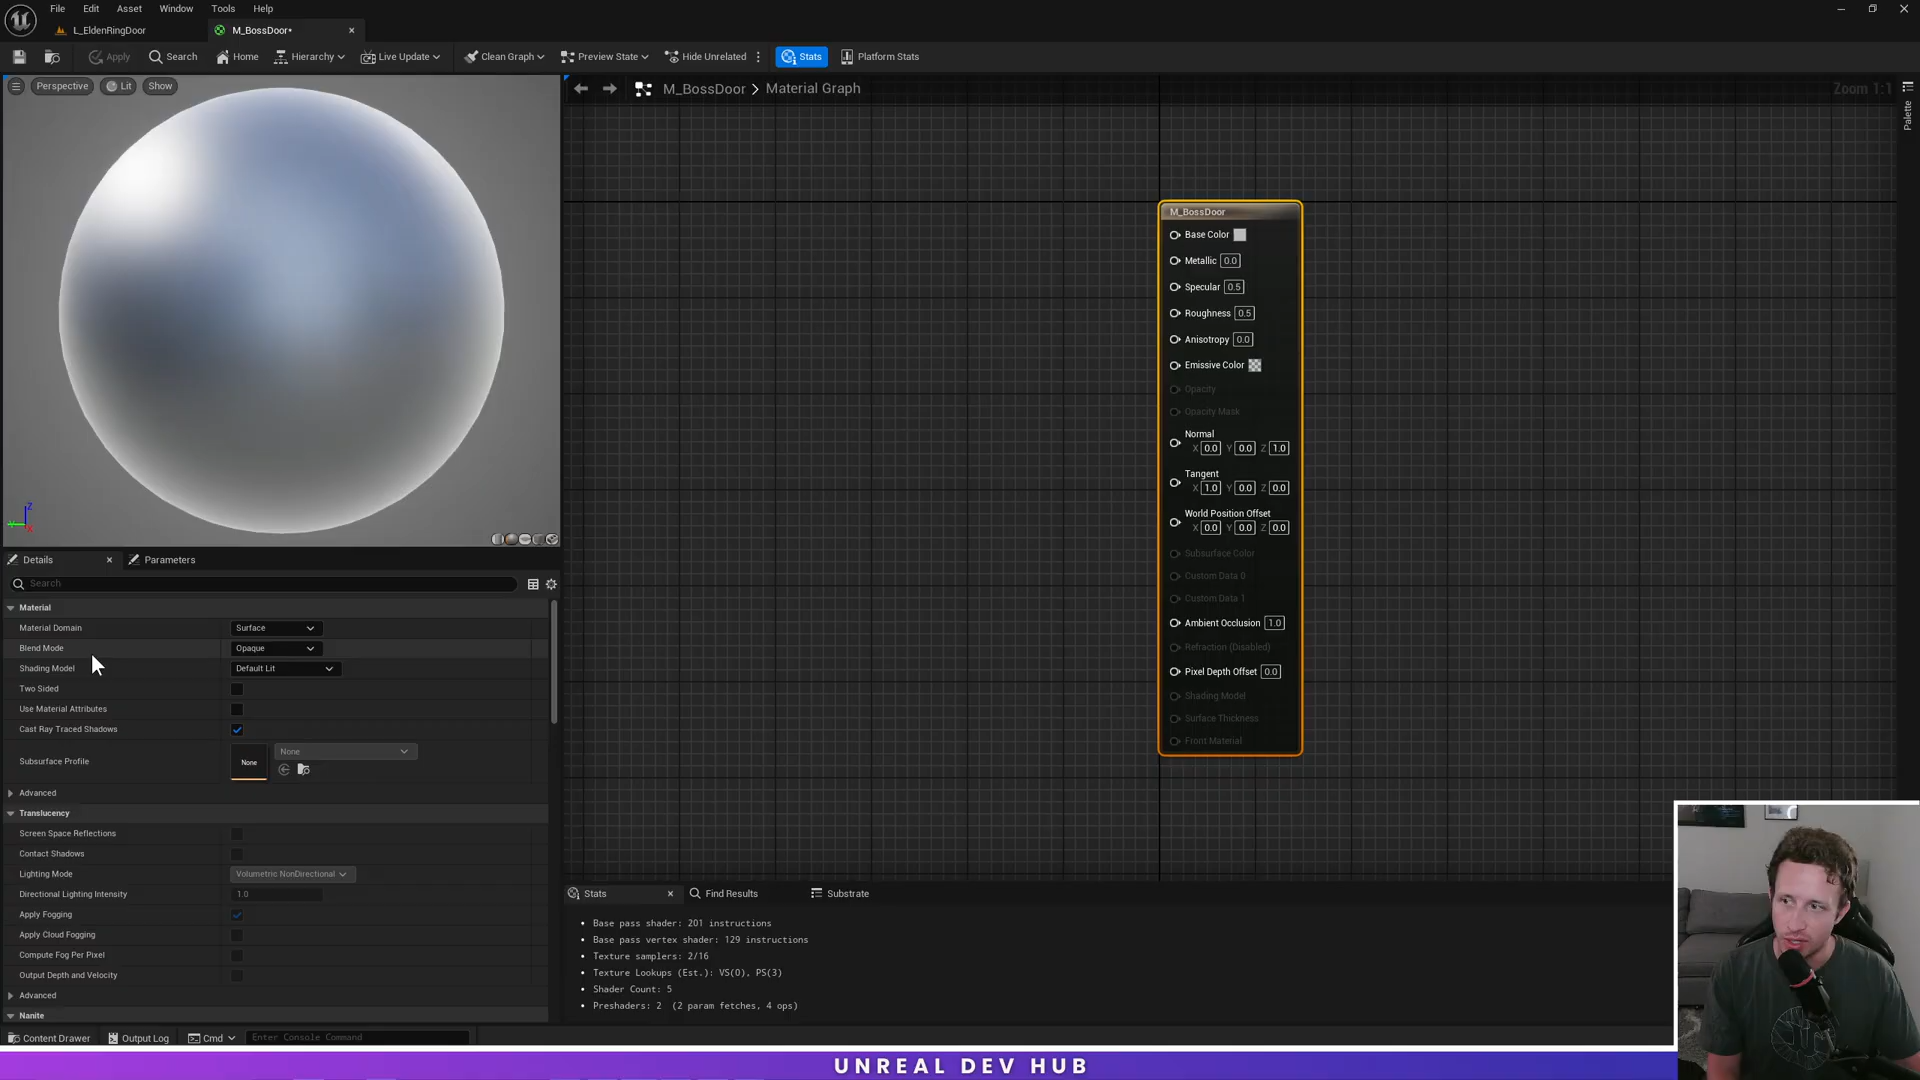 File Edit Asset Window Tools Help
L_EldenRingDoor M_BossDoor•
Apply Search Home Hierarchy Live Update Clean Graph Preview State Hide Unrelated Stats Platform Stats
Perspective Lit Show
M_BossDoor > Material Graph Zoom 1:1
Palette
M_BossDoor
Base Color
Metallic 0.0
Specular 0.5
Roughness 0.5
Anisotropy 0.0
Emissive Color
Opacity
Opacity Mask
Normal
X 0.0 Y 0.0 Z 1.0
Tangent
X 1.0 Y 0.0 Z 0.0
World Position Offset
X 0.0 Y 0.0 Z 0.0
Subsurface Color
Custom Data 0
Custom Data 1
Ambient Occlusion 1.0
Refraction (Disabled)
Pixel Depth Offset 0.0
Shading Model
Surface Thickness
Front Material
Z
Y
X
Details Parameters
Search
Material
Material Domain Surface
Blend Mode Opaque
Shading Model Default Lit
Two Sided
Use Material Attributes
Cast Ray Traced Shadows
Subsurface Profile None None
Advanced
Translucency
Screen Space Reflections
Contact Shadows
Lighting Mode Volumetric NonDirectional
Directional Lighting Intensity 1.0
Apply Fogging
Apply Cloud Fogging
Compute Fog Per Pixel
Output Depth and Velocity
Advanced
Nanite
Stats Find Results Substrate
• Base pass shader: 201 instructions
• Base pass vertex shader: 129 instructions
• Texture samplers: 2/16
• Texture Lookups (Est.): VS(0), PS(3)
• Shader Count: 5
• Preshaders: 2 (2 param fetches, 4 ops)
Content Drawer Output Log Cmd Enter Console Command
UNREAL DEV HUB